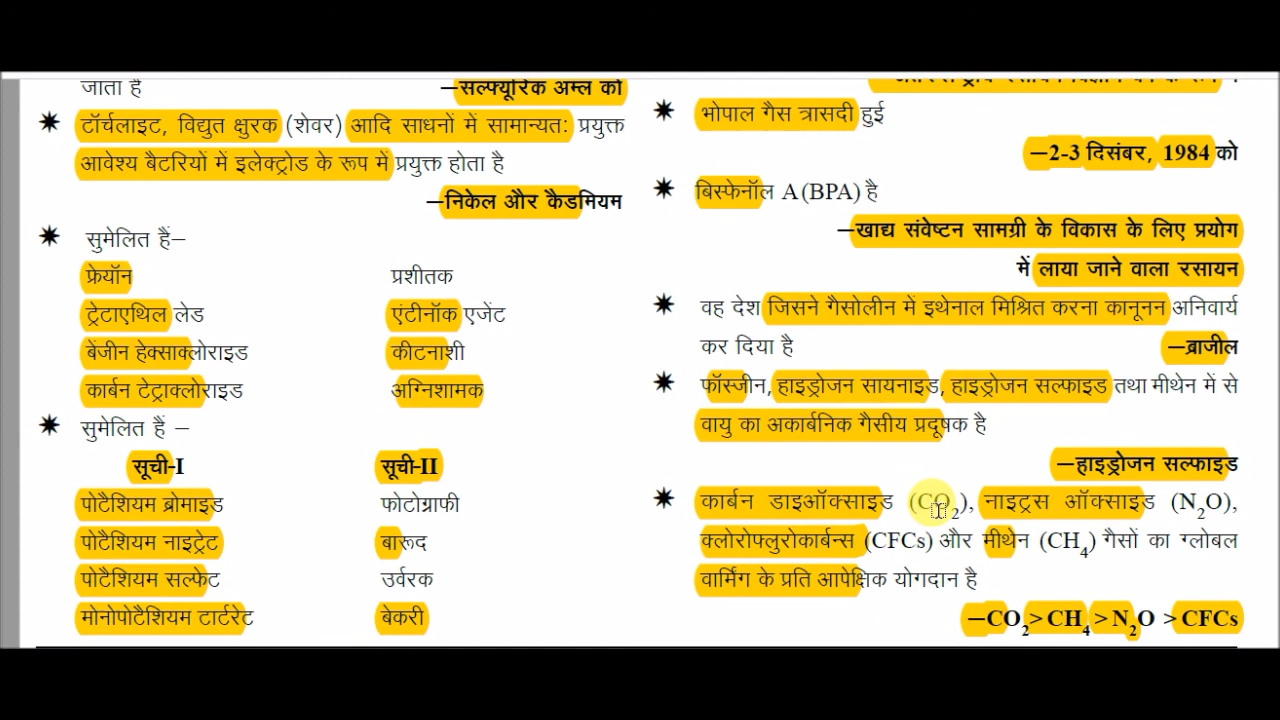 जाता है
—सल्फ्यूरिक अम्ल को
✷ टॉर्चलाइट, विद्युत क्षुरक (शेवर) आदि साधनों में सामान्यत: प्रयुक्त
आवेश्य बैटरियों में इलेक्ट्रोड के रूप में प्रयुक्त होता है
—निकेल और कैडमियम
✷ सुमेलित हैं–
फ्रेयॉन प्रशीतक
ट्रेटाएथिल लेड एंटीनॉक एजेंट
बेंजीन हेक्साक्लोराइड कीटनाशी
कार्बन टेट्राक्लोराइड अग्निशामक
✷ सुमेलित हैं –
सूची-I सूची-II
पोटैशियम ब्रोमाइड फोटोग्राफी
पोटैशियम नाइट्रेट बारूद
पोटैशियम सल्फेट उर्वरक
मोनोपोटैशियम टार्टरेट बेकरी
✷ भोपाल गैस त्रासदी हुई
—2-3 दिसंबर, 1984 को
✷ बिस्फेनॉल A (BPA) है
—खाद्य संवेष्टन सामग्री के विकास के लिए प्रयोग
में लाया जाने वाला रसायन
✷ वह देश जिसने गैसोलीन में इथेनाल मिश्रित करना कानूनन अनिवार्य
कर दिया है —ब्राजील
✷ फॉस्जीन, हाइड्रोजन सायनाइड, हाइड्रोजन सल्फाइड तथा मीथेन में से
वायु का अकार्बनिक गैसीय प्रदूषक है
—हाइड्रोजन सल्फाइड
✷ कार्बन डाइऑक्साइड (CO₂), नाइट्रस ऑक्साइड (N₂O),
क्लोरोफ्लुरोकार्बन्स (CFCs) और मीथेन (CH₄) गैसों का ग्लोबल
वार्मिंग के प्रति आपेक्षिक योगदान है
—CO₂ > CH₄ > N₂O > CFCs